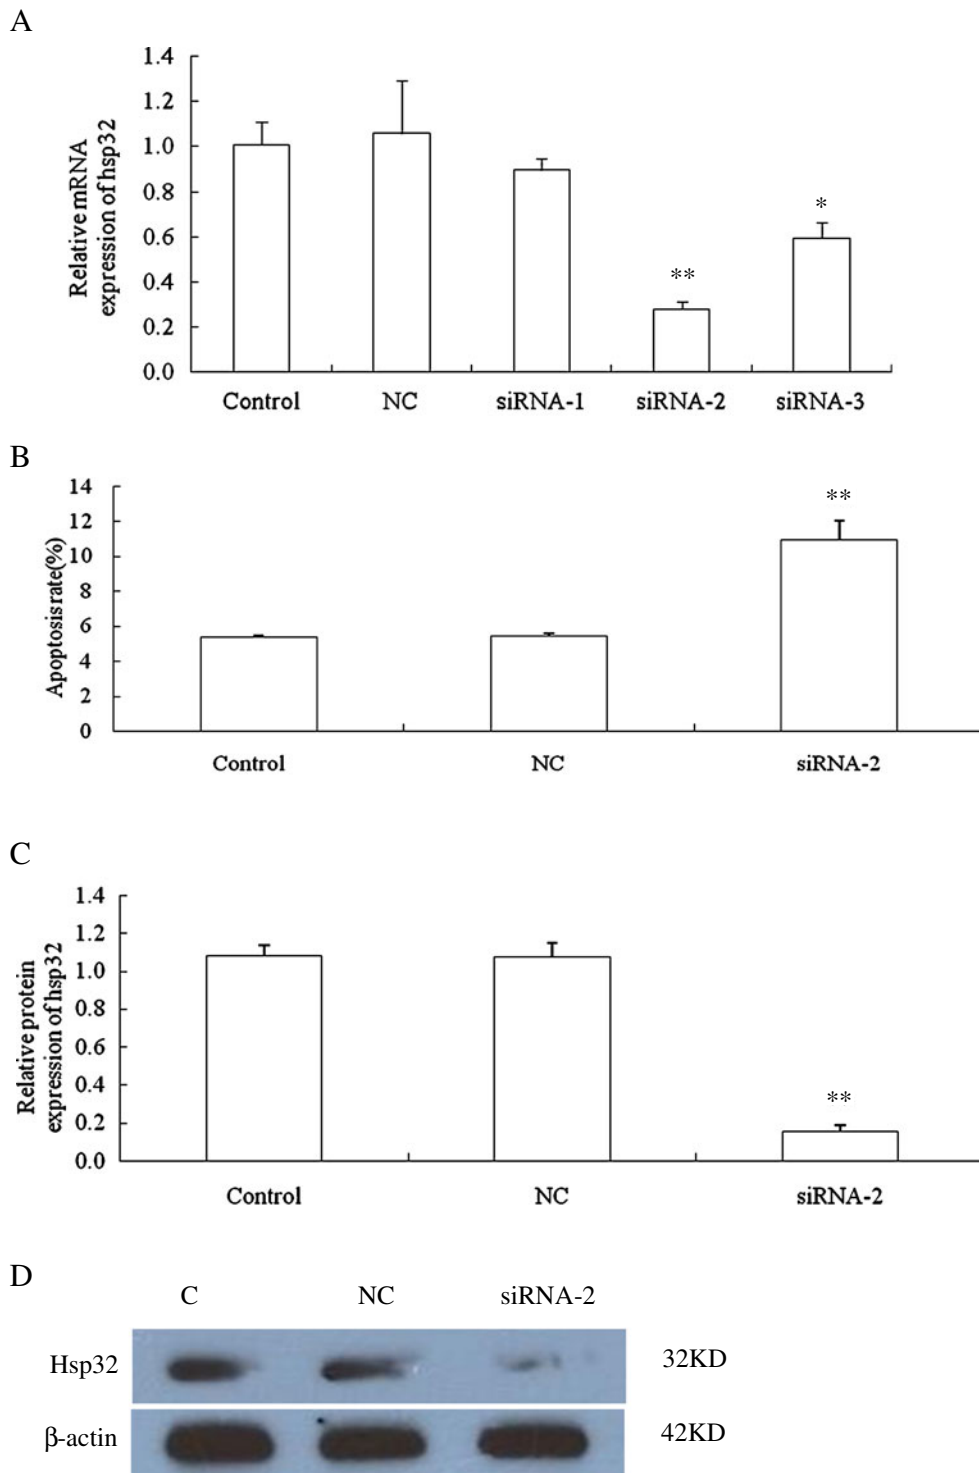 A
Relative mRNA
expression of hsp32
1.4
1.2
1.0
0.8
0.6
0.4
0.2
0.0
**
*
Control NC siRNA-1 siRNA-2 siRNA-3
B
Apoptosis rate(%)
14
12
10
8
6
4
2
0
**
Control NC siRNA-2
C
Relative protein
expression of hsp32
1.4
1.2
1.0
0.8
0.6
0.4
0.2
0.0
**
Control NC siRNA-2
D
C NC siRNA-2
Hsp32 32KD
β-actin 42KD